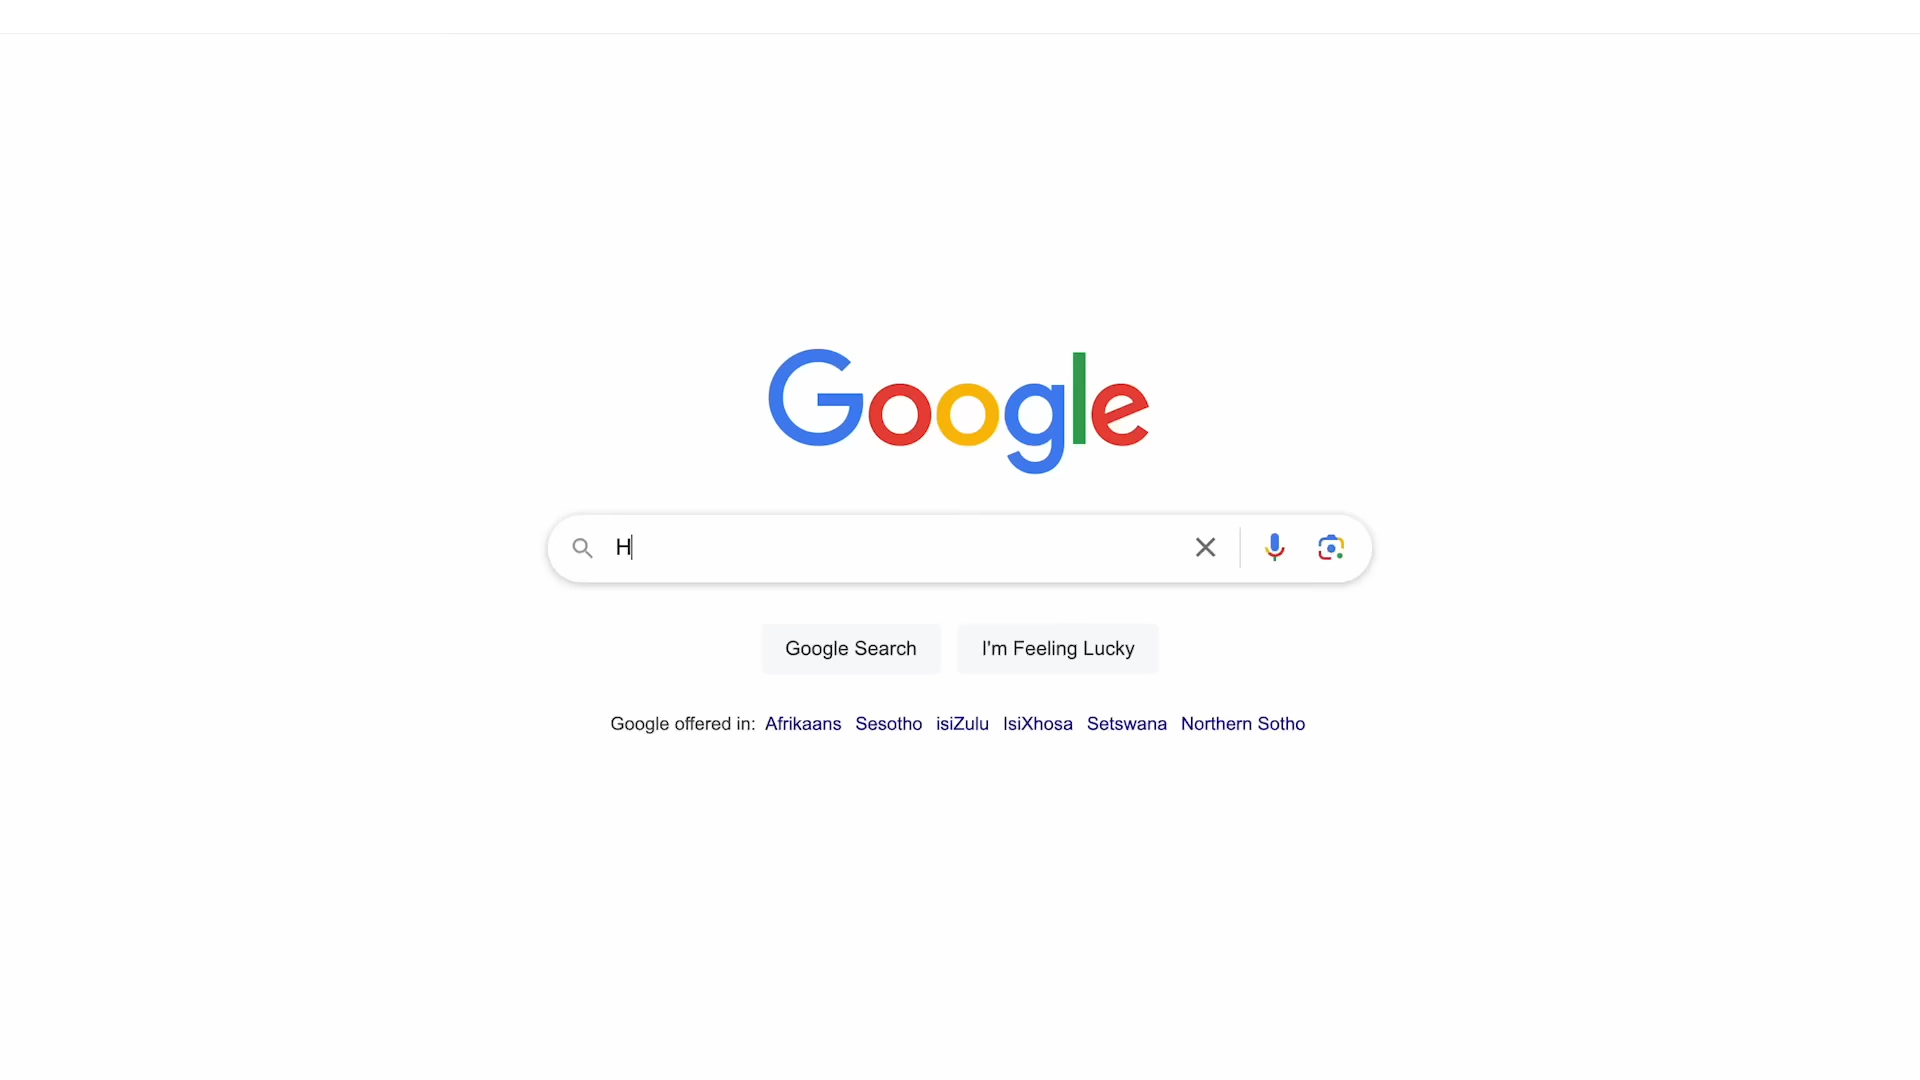 Google
H
Google Search I'm Feeling Lucky
Google offered in: Afrikaans Sesotho isiZulu IsiXhosa Setswana Northern Sotho